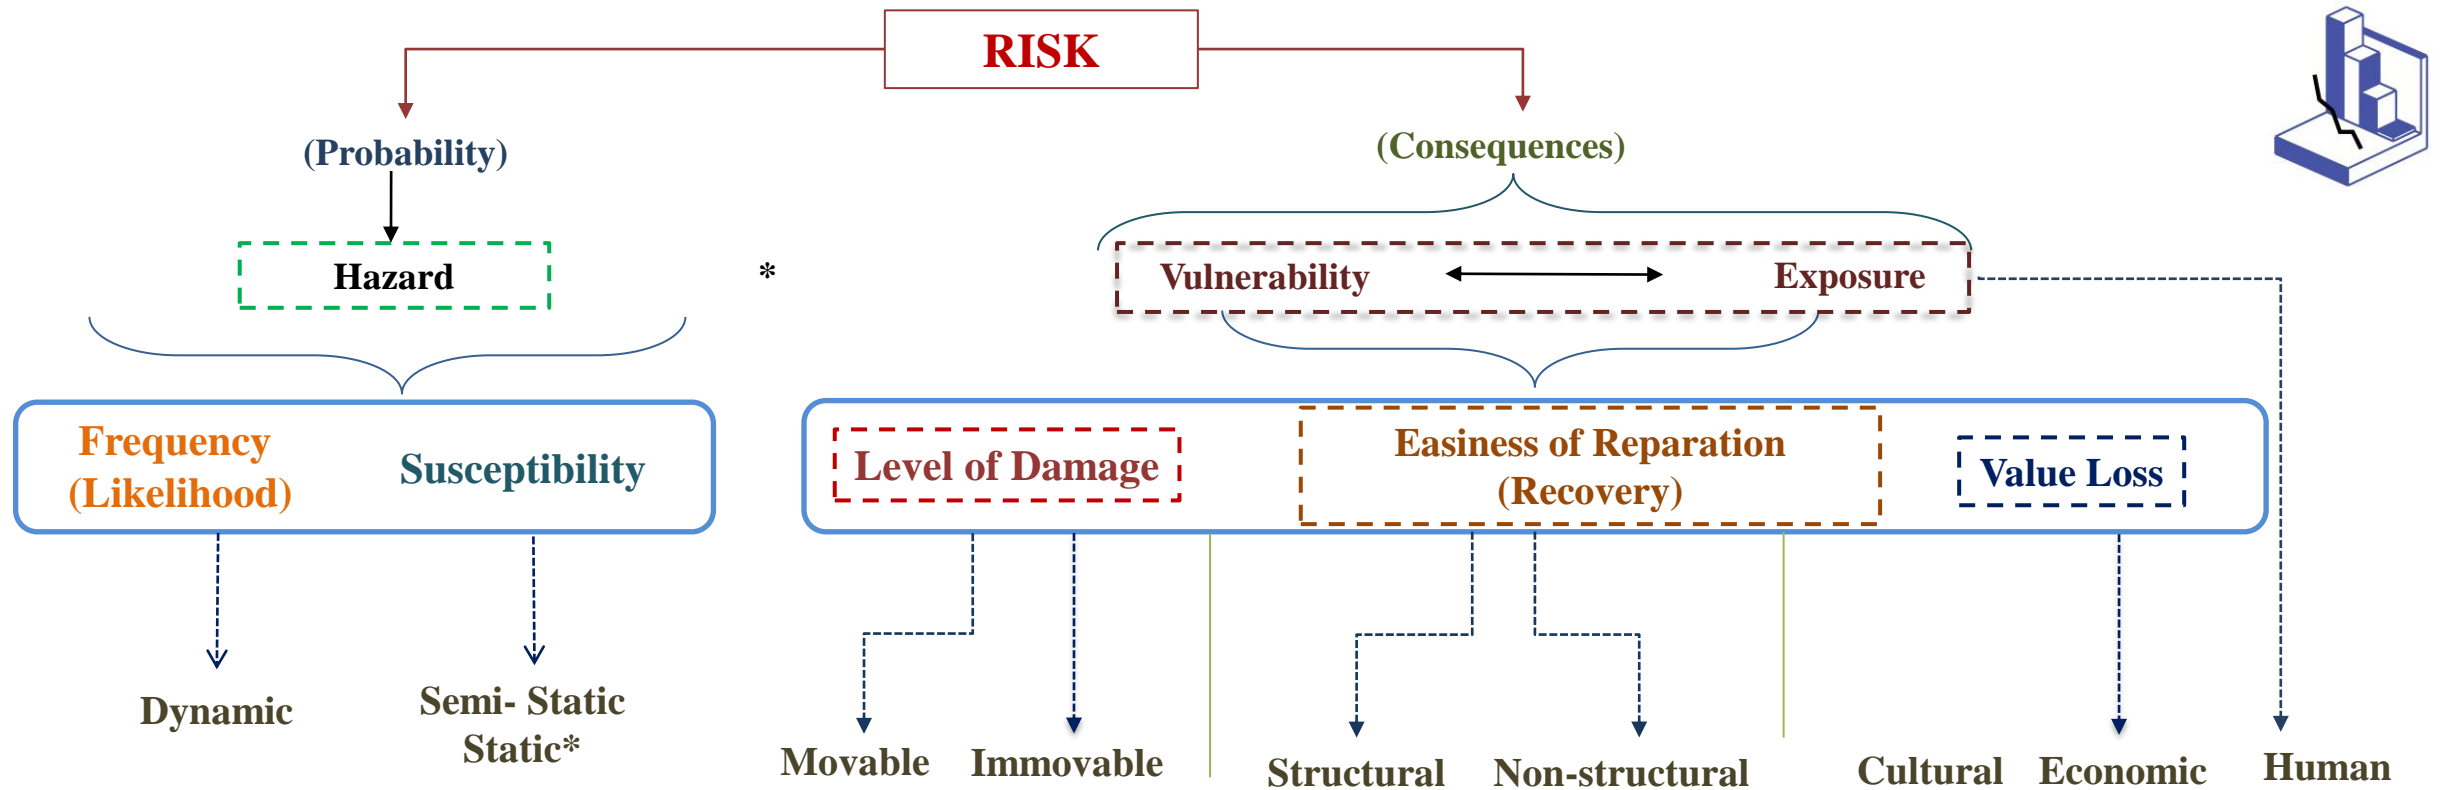 RISK
(Probability)
(Consequences)
Hazard
*
Vulnerability
Exposure
Frequency
(Likelihood)
Susceptibility
Level of Damage
Easiness of Reparation
(Recovery)
Value Loss
Dynamic
Semi- Static
Static*
Movable
Immovable
Structural
Non-structural
Cultural
Economic
Human